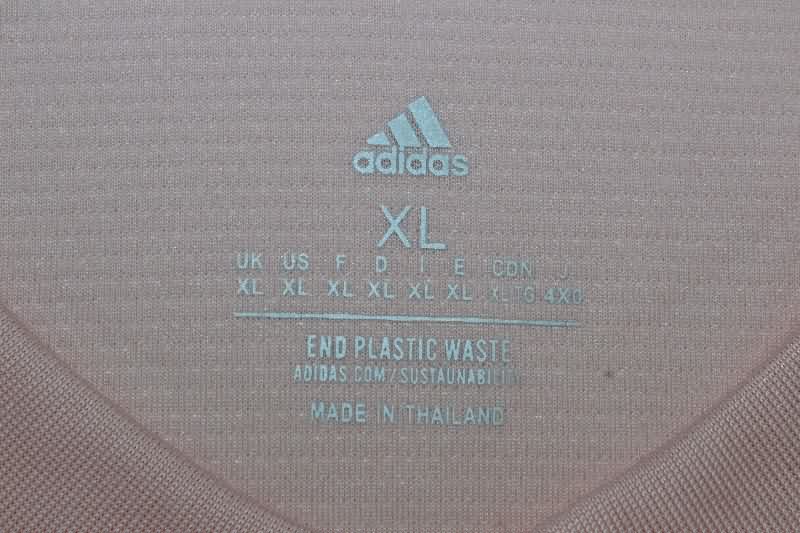 adidas
XL
UK US F D I E CDN J
XL XL XL XL XL XL XL/TG 4XO
END PLASTIC WASTE
ADIDAS.COM/SUSTAUNABILITY
MADE IN THAILAND